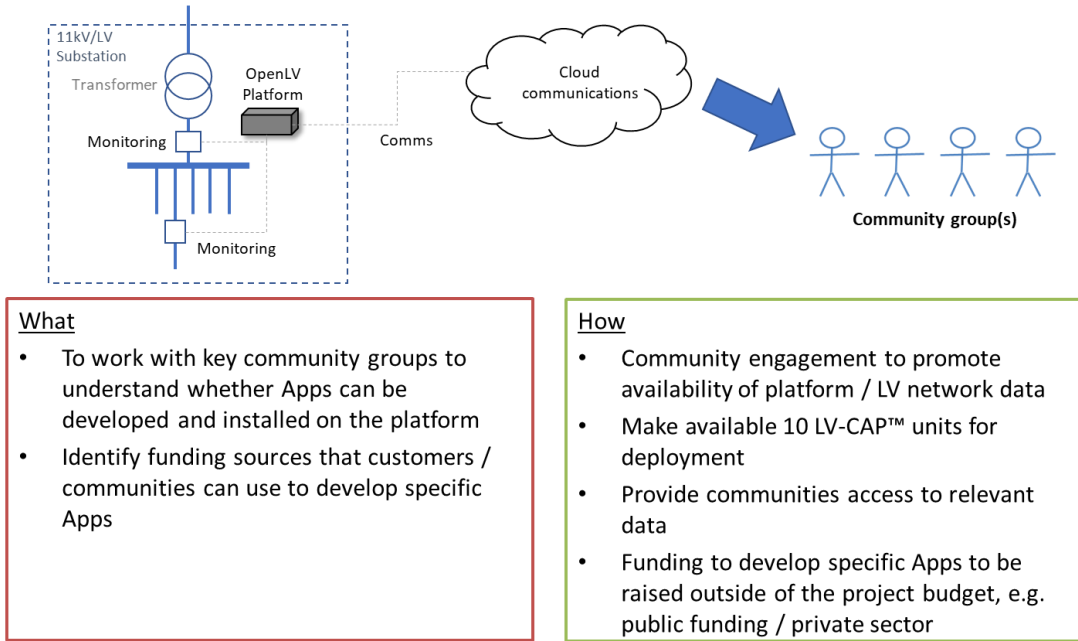 11kV/LV
Substation
Transformer
OpenLV
Platform
Monitoring
Monitoring
Comms
Cloud
communications
Community group(s)
What
• To work with key community groups to
understand whether Apps can be
developed and installed on the platform
• Identify funding sources that customers /
communities can use to develop specific
Apps
How
• Community engagement to promote
availability of platform / LV network data
• Make available 10 LV-CAP™ units for
deployment
• Provide communities access to relevant
data
• Funding to develop specific Apps to be
raised outside of the project budget, e.g.
public funding / private sector